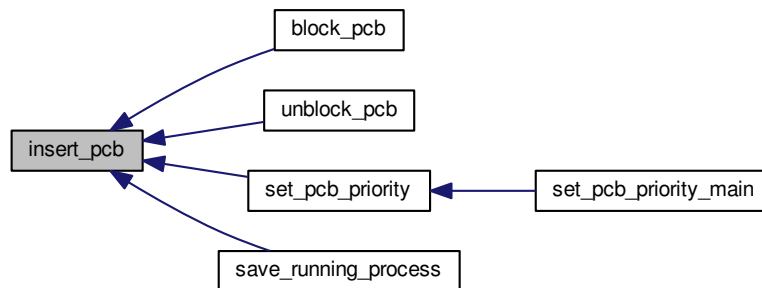 block_pcb
unblock_pcb
insert_pcb
set_pcb_priority
set_pcb_priority_main
save_running_process